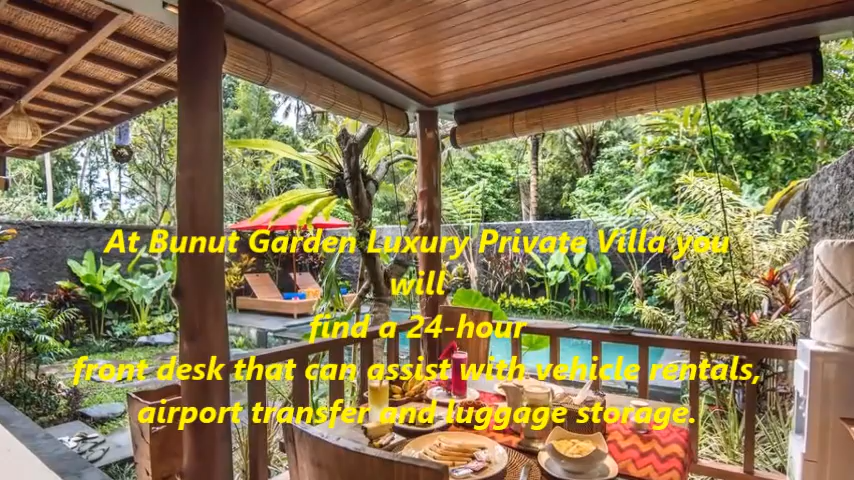 At Bunut Garden Luxury Private Villa you
will
find a 24-hour
front desk that can assist with vehicle rentals,
airport transfer and luggage storage.